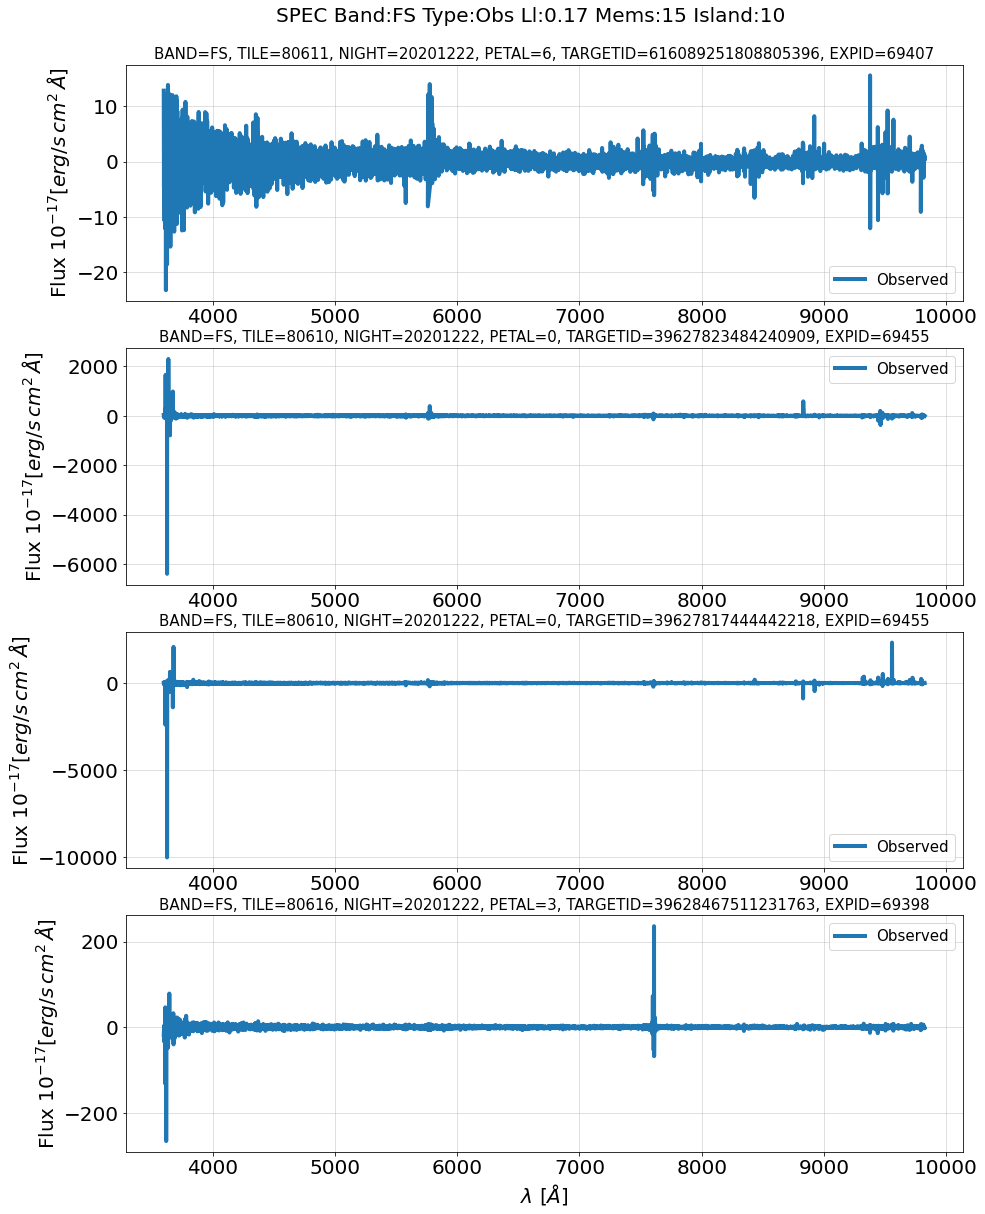 SPEC Band:FS Type:Obs Ll:0.17 Mems:15 Island:10
BAND=FS, TILE=80611, NIGHT=20201222, PETAL=6, TARGETID=616089251808805396, EXPID=69407
Flux 10^{-17}[erg/s cm^2 Å]
10
0
−10
−20
Observed
4000 5000 6000 7000 8000 9000 10000
BAND=FS, TILE=80610, NIGHT=20201222, PETAL=0, TARGETID=39627823484240909, EXPID=69455
Flux 10^{-17}[erg/s cm^2 Å]
2000
0
−2000
−4000
−6000
Observed
4000 5000 6000 7000 8000 9000 10000
BAND=FS, TILE=80610, NIGHT=20201222, PETAL=0, TARGETID=39627817444442218, EXPID=69455
Flux 10^{-17}[erg/s cm^2 Å]
0
−5000
−10000
Observed
4000 5000 6000 7000 8000 9000 10000
BAND=FS, TILE=80616, NIGHT=20201222, PETAL=3, TARGETID=39628467511231763, EXPID=69398
Flux 10^{-17}[erg/s cm^2 Å]
200
0
−200
Observed
4000 5000 6000 7000 8000 9000 10000
λ [Å]